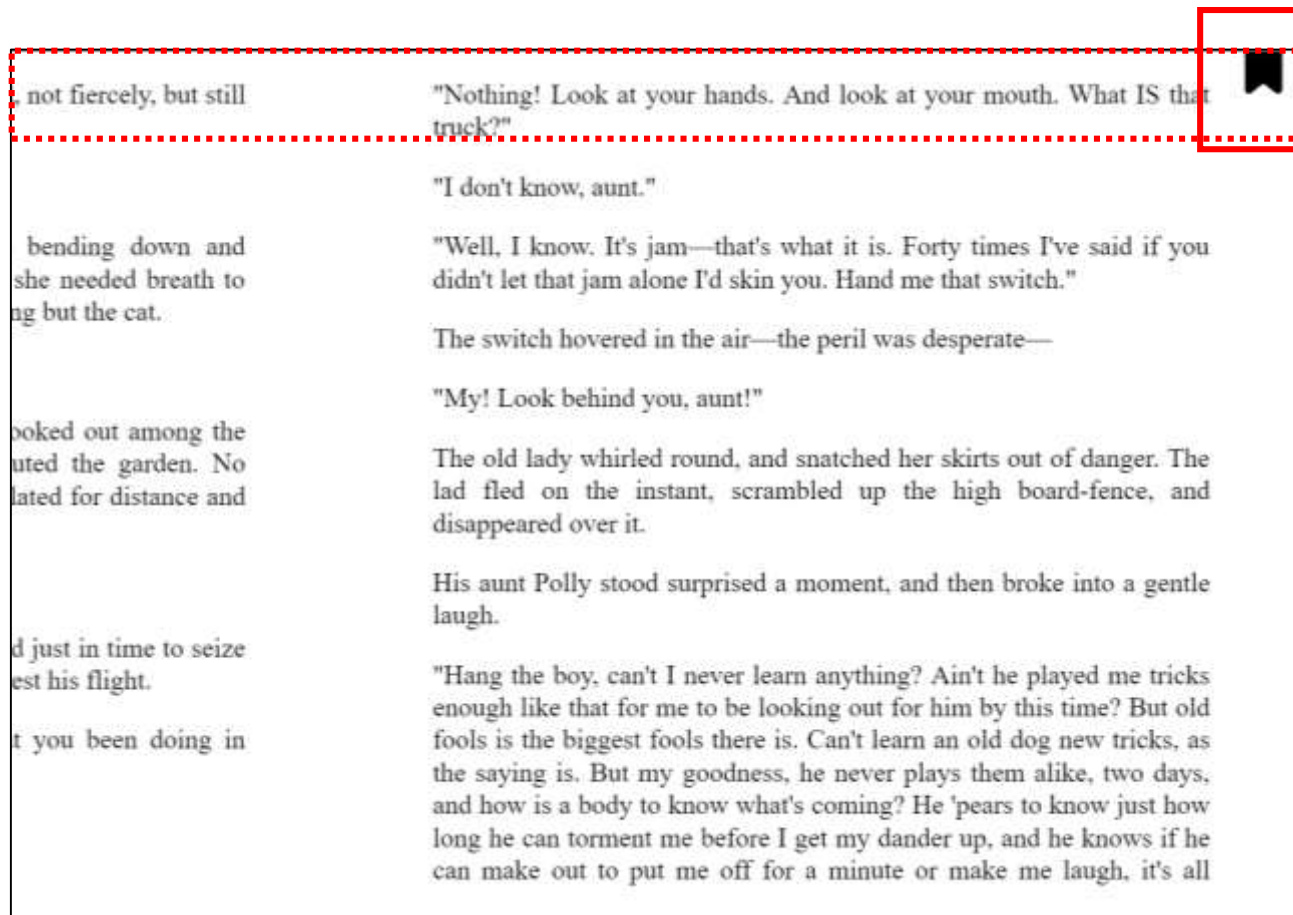 , not fiercely, but still
bending down and
she needed breath to
ng but the cat.
ooked out among the
uted the garden. No
lated for distance and
d just in time to seize
est his flight.
t you been doing in
"Nothing! Look at your hands. And look at your mouth. What IS that
truck?"
"I don't know, aunt."
"Well, I know. It's jam—that's what it is. Forty times I've said if you
didn't let that jam alone I'd skin you. Hand me that switch."
The switch hovered in the air—the peril was desperate—
"My! Look behind you, aunt!"
The old lady whirled round, and snatched her skirts out of danger. The
lad fled on the instant, scrambled up the high board-fence, and
disappeared over it.
His aunt Polly stood surprised a moment, and then broke into a gentle
laugh.
"Hang the boy, can't I never learn anything? Ain't he played me tricks
enough like that for me to be looking out for him by this time? But old
fools is the biggest fools there is. Can't learn an old dog new tricks, as
the saying is. But my goodness, he never plays them alike, two days,
and how is a body to know what's coming? He 'pears to know just how
long he can torment me before I get my dander up, and he knows if he
can make out to put me off for a minute or make me laugh, it's all